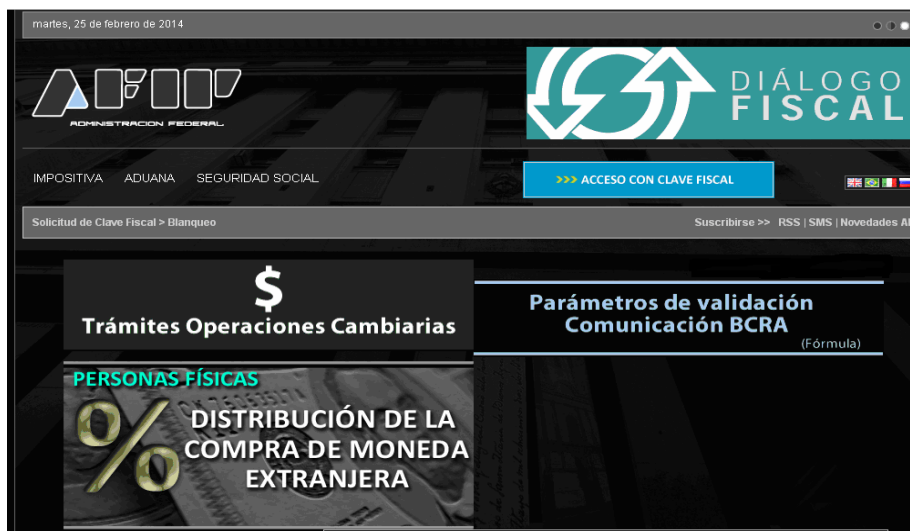 martes, 25 de febrero de 2014
AFIP
ADMINISTRACION FEDERAL
DIÁLOGO
FISCAL
IMPOSITIVA ADUANA SEGURIDAD SOCIAL
>>> ACCESO CON CLAVE FISCAL
Solicitud de Clave Fiscal > Blanqueo
Suscribirse >> RSS | SMS | Novedades
$
Trámites Operaciones Cambiarias
Parámetros de validación
Comunicación BCRA
(Fórmula)
PERSONAS FÍSICAS
%
DISTRIBUCIÓN DE LA
COMPRA DE MONEDA
EXTRANJERA